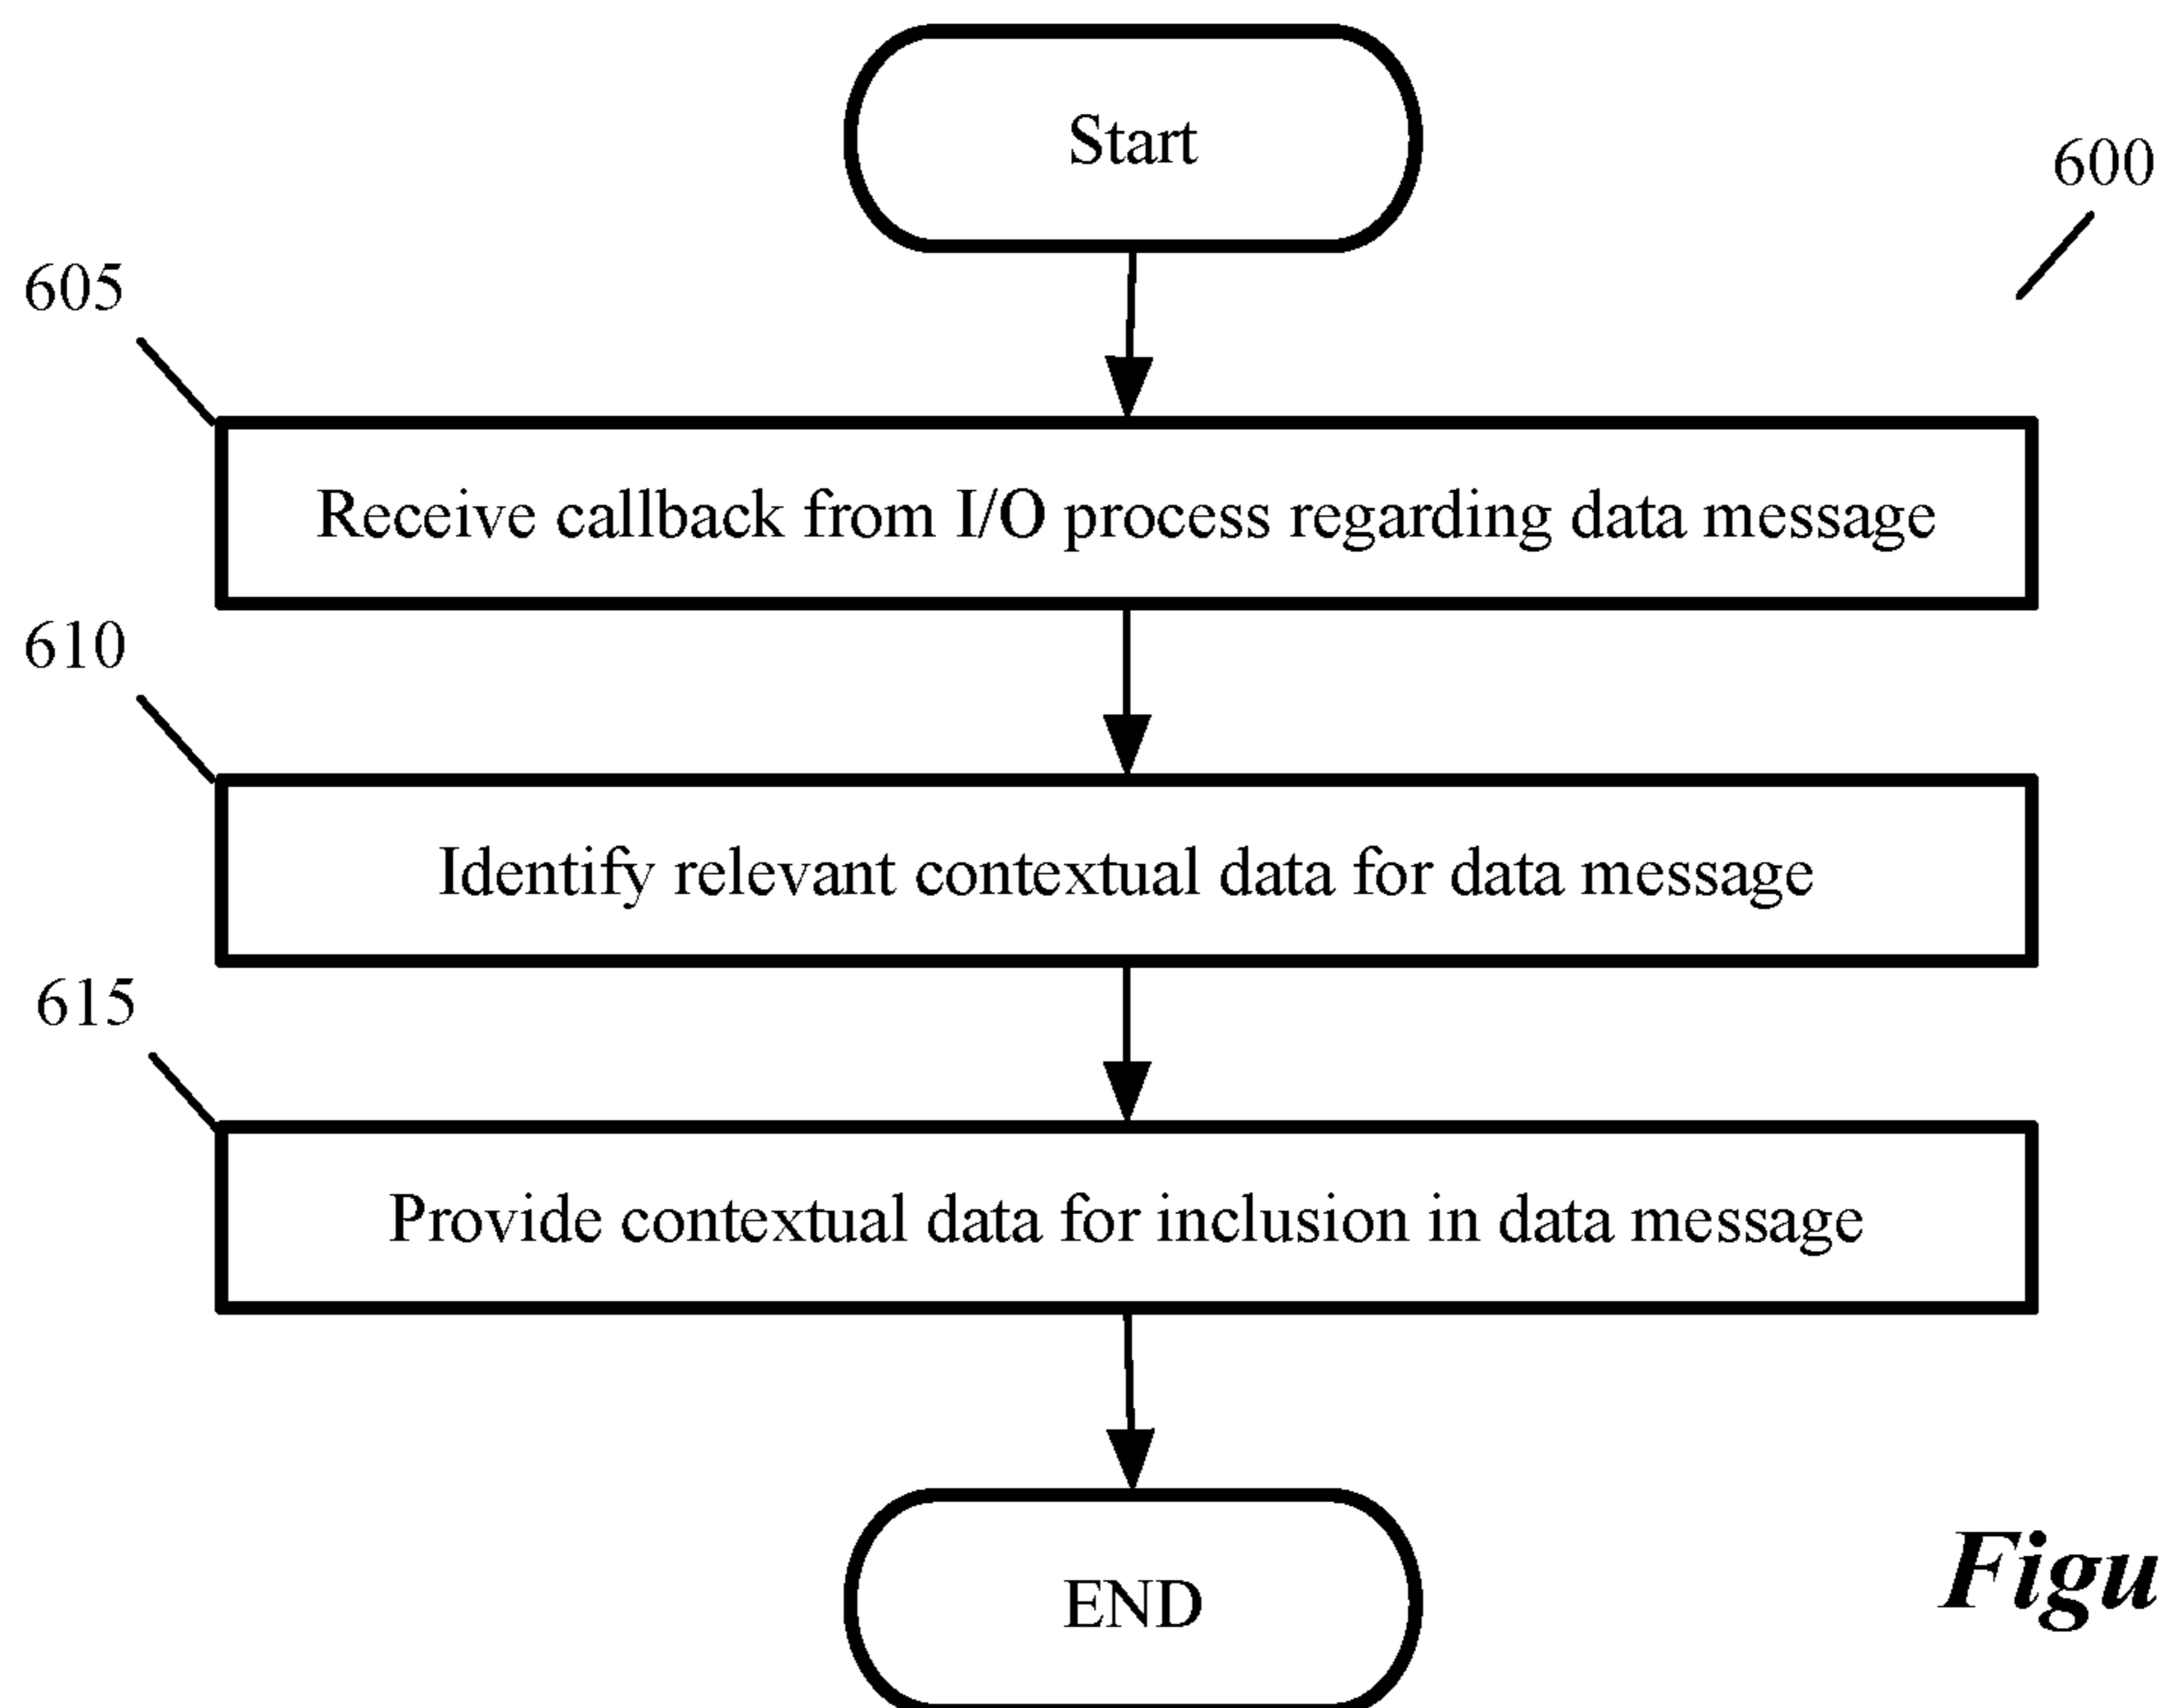 Start
600
605
Receive callback from I/O process regarding data message
610
Identify relevant contextual data for data message
615
Provide contextual data for inclusion in data message
END
Figu